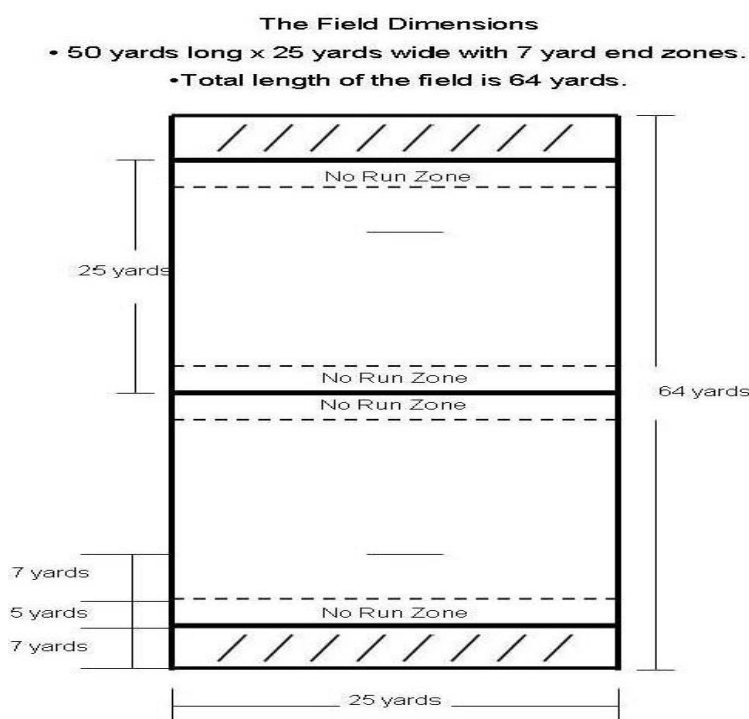 The Field Dimensions
• 50 yards long x 25 yards wide with 7 yard end zones.
•Total length of the field is 64 yards.
No Run Zone
25 yards
No Run Zone
64 yards
No Run Zone
7 yards
5 yards
No Run Zone
7 yards
25 yards